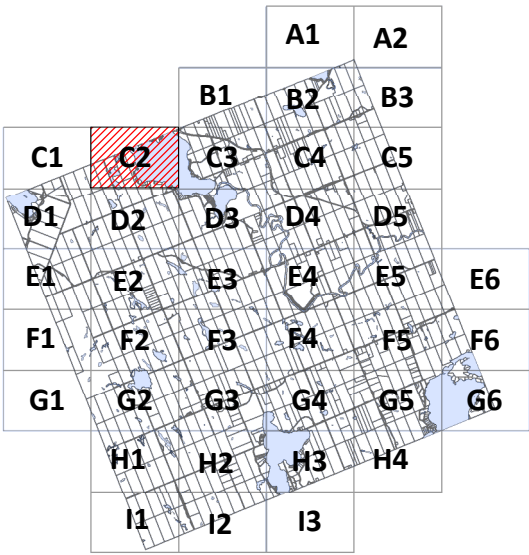 A1 A2
B1 B2 B3
C1 C2 C3 C4 C5
D1 D2 D3 D4 D5
E1 E2 E3 E4 E5 E6
F1 F2 F3 F4 F5 F6
G1 G2 G3 G4 G5 G6
H1 H2 H3 H4
I1 I2 I3